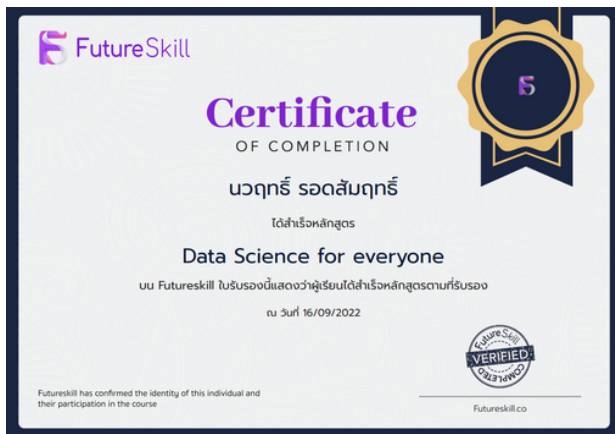 FutureSkill
Certificate
OF COMPLETION
นวฤทธิ์ รอดสัมฤทธิ์
ได้สำเร็จหลักสูตร
Data Science for everyone
บน Futureskill ใบรับรองนี้แสดงว่าผู้เรียนได้สำเร็จหลักสูตรตามที่รับรอง
ณ วันที่ 16/09/2022
FutureSkill
VERIFIED
COMPLETED
Futureskill has confirmed the identity of this individual and
their participation in the course
Futureskill.co